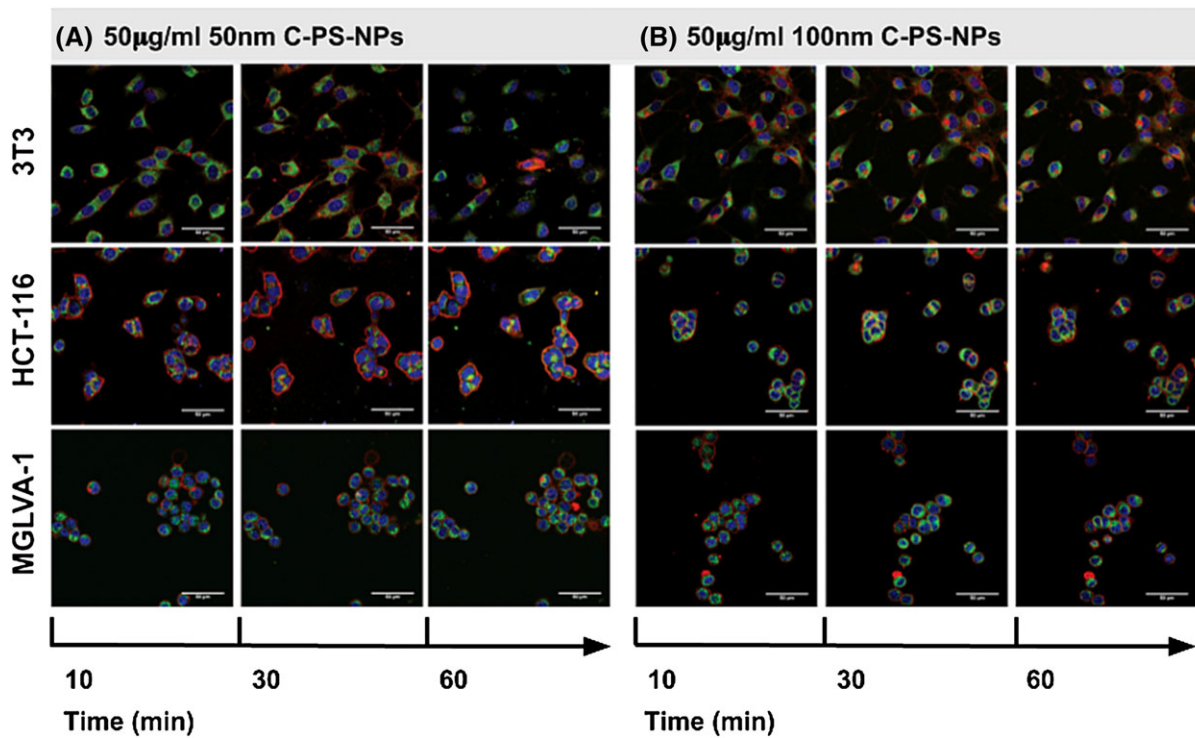 (A) 50µg/ml 50nm C-PS-NPs
(B) 50µg/ml 100nm C-PS-NPs
3T3
HCT-116
MGLVA-1
10 30 60
Time (min)
10 30 60
Time (min)